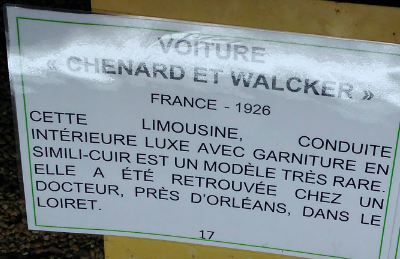 VOITURE
« CHENARD ET WALCKER »
FRANCE - 1926
CETTE LIMOUSINE, CONDUITE
INTÉRIEURE LUXE AVEC GARNITURE EN
SIMILI-CUIR EST UN MODÈLE TRÈS RARE.
ELLE A ÉTÉ RETROUVÉE CHEZ UN
DOCTEUR, PRÈS D'ORLÉANS, DANS LE
LOIRET.
17